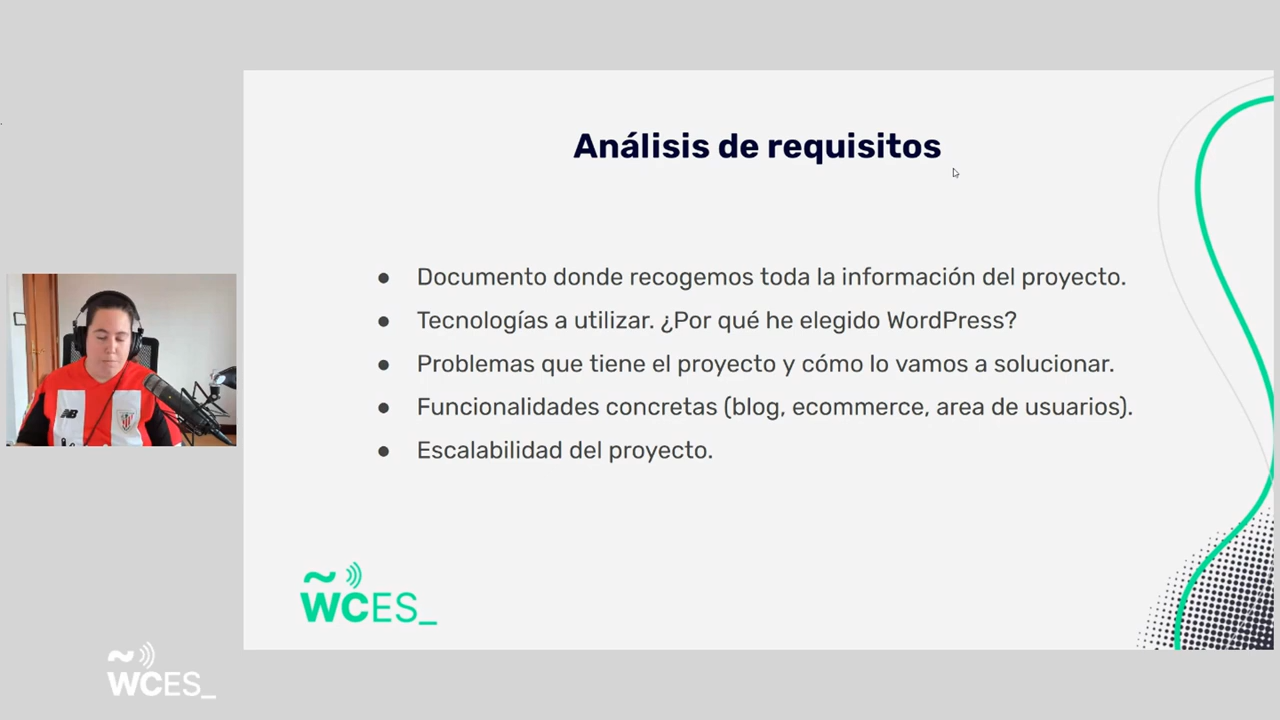 Análisis de requisitos
● Documento donde recogemos toda la información del proyecto.
● Tecnologías a utilizar. ¿Por qué he elegido WordPress?
● Problemas que tiene el proyecto y cómo lo vamos a solucionar.
● Funcionalidades concretas (blog, ecommerce, area de usuarios).
● Escalabilidad del proyecto.
~
WCES_
NB
~
WCES_